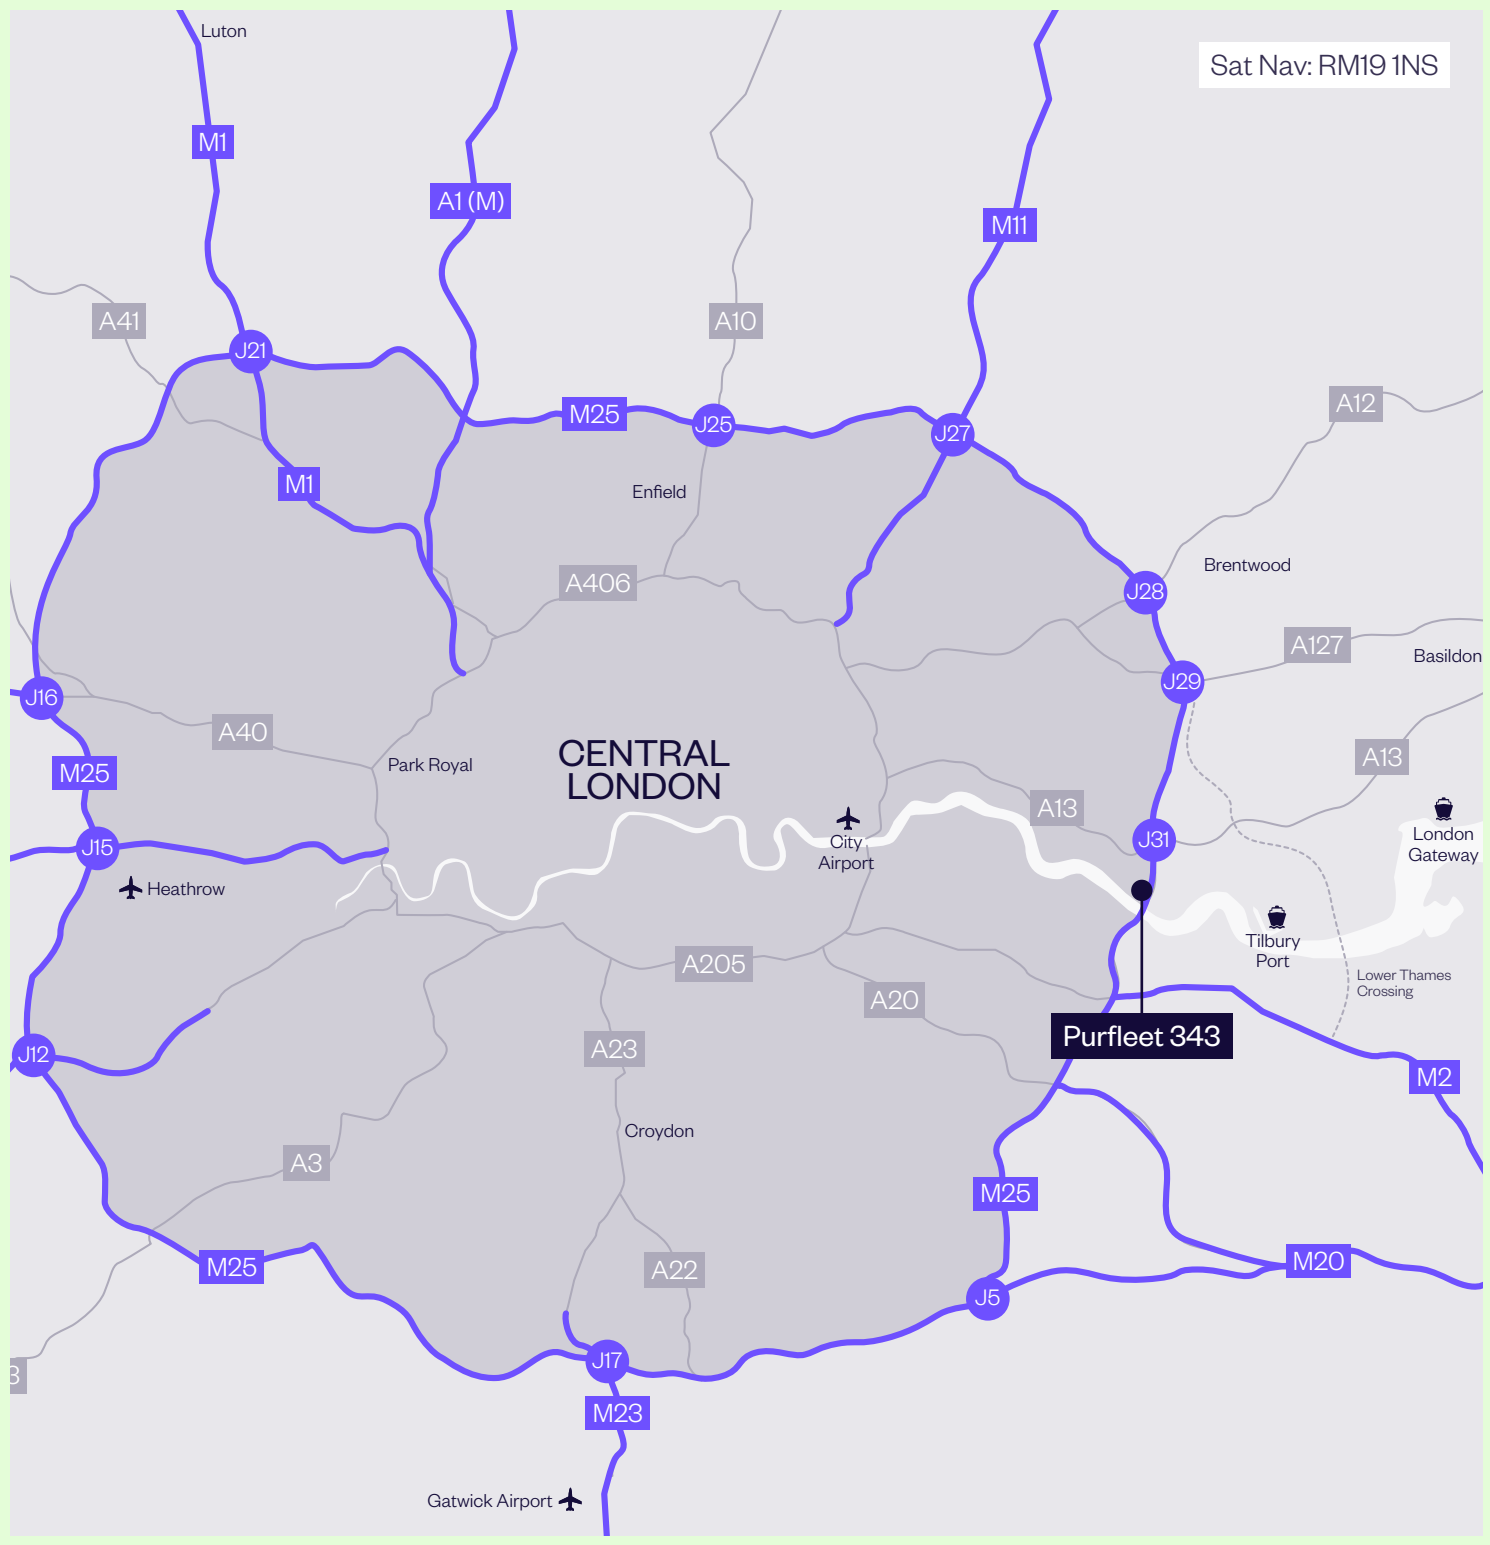 Luton
Sat Nav: RM19 1NS
M1
A1 (M)
M11
A41
A10
J21
A12
M25
J25
J27
M1
Enfield
Brentwood
A406
J28
A127
Basildon
J29
J16
A40
CENTRAL
LONDON
Park Royal
M25
A13
A13
City
Airport
J31
London
Gateway
J15
Heathrow
Tilbury
Port
A205
Lower Thames
Crossing
A20
Purfleet 343
A23
J12
M2
Croydon
A3
M25
M25
A22
M20
J5
J17
3
M23
Gatwick Airport